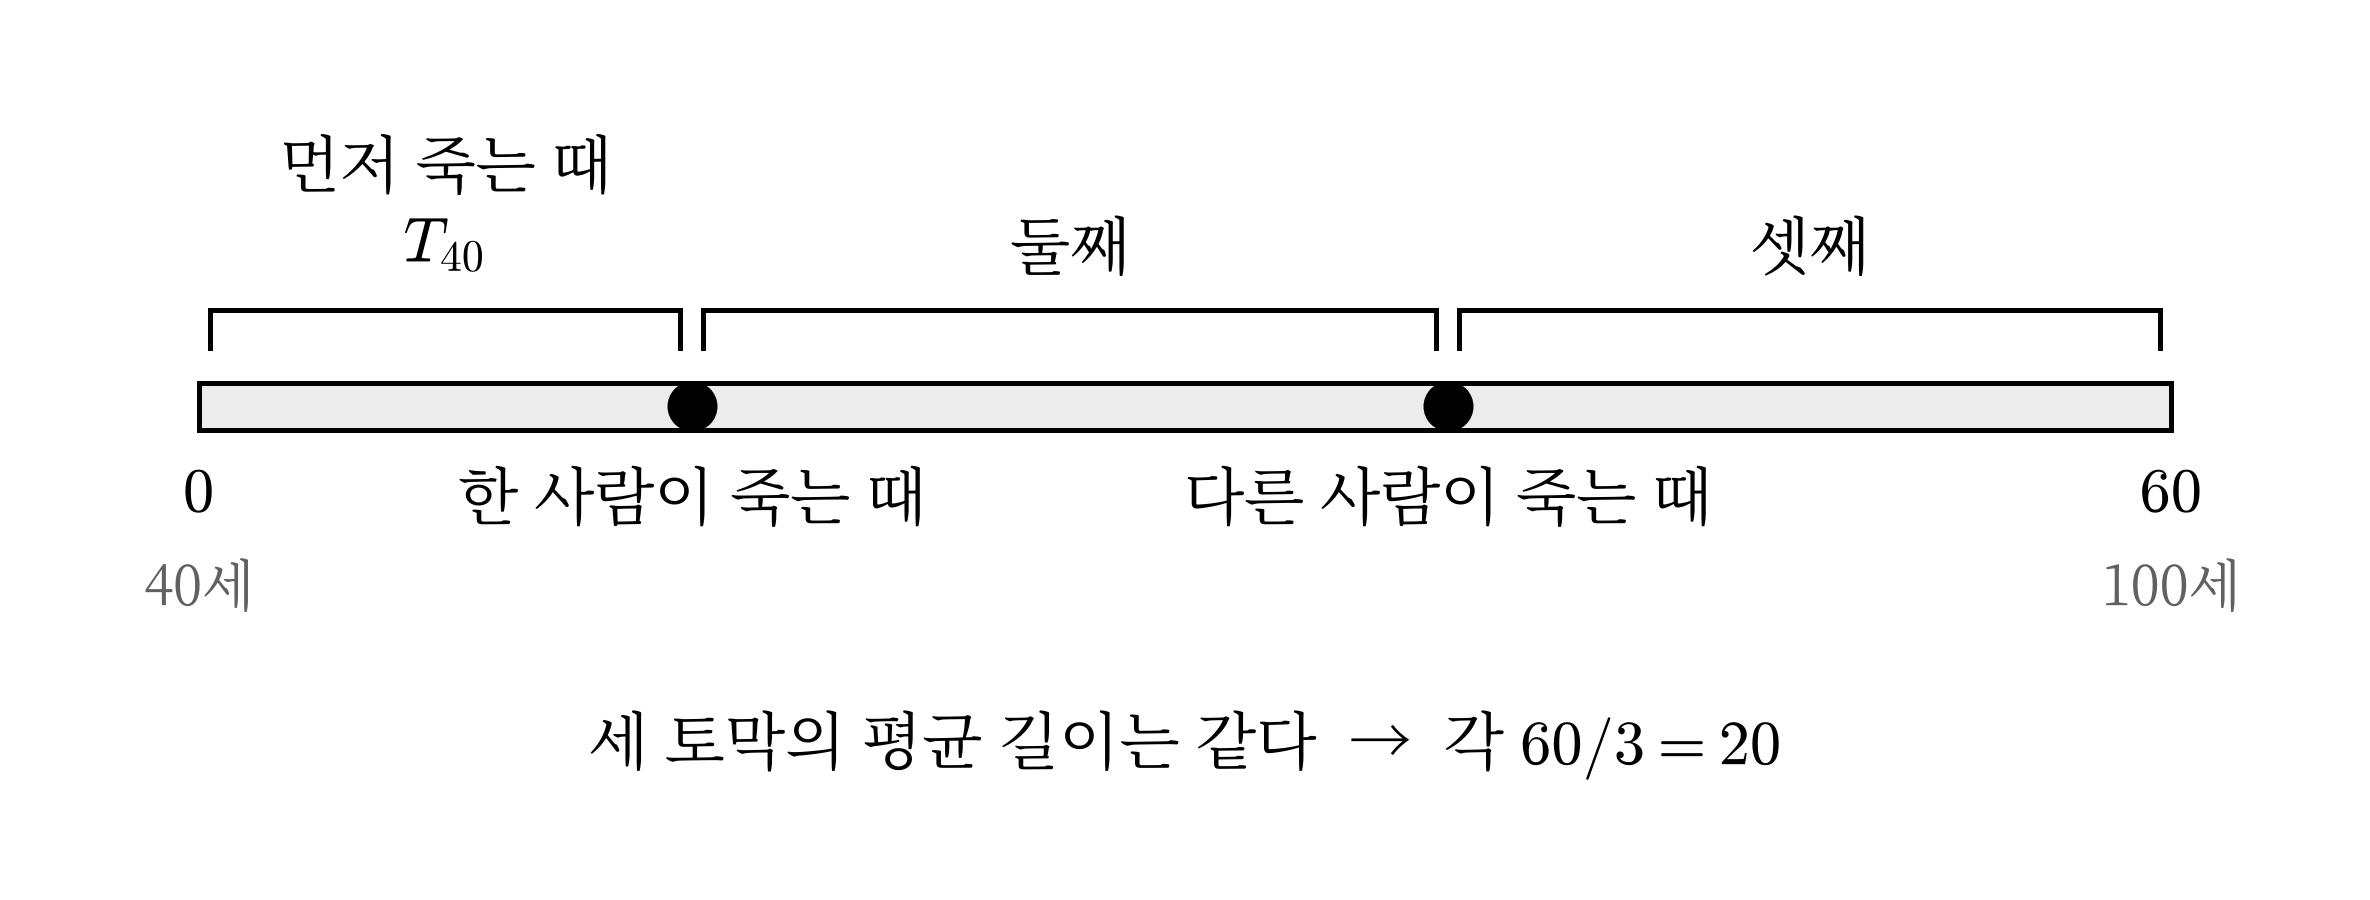 먼저 죽는 때
T₄₀
둘째
셋째
0
한 사람이 죽는 때
다른 사람이 죽는 때
60
40세
100세
세 토막의 평균 길이는 같다 → 각 60/3 = 20